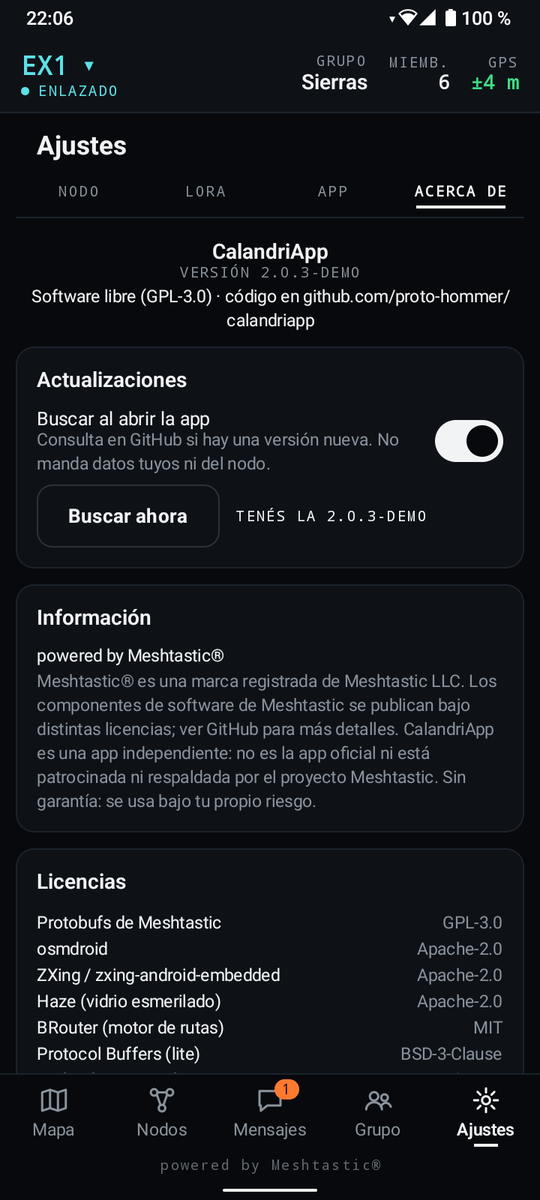 22:06
100 %
EX1 ▼
GRUPO MIEMB. GPS
● ENLAZADO
Sierras 6 ±4 m
Ajustes
NODO LORA APP ACERCA DE
CalandriApp
VERSIÓN 2.0.3-DEMO
Software libre (GPL-3.0) · código en github.com/proto-hommer/
calandriapp
Actualizaciones
Buscar al abrir la app
Consulta en GitHub si hay una versión nueva. No
manda datos tuyos ni del nodo.
Buscar ahora TENÉS LA 2.0.3-DEMO
Información
powered by Meshtastic®
Meshtastic® es una marca registrada de Meshtastic LLC. Los
componentes de software de Meshtastic se publican bajo
distintas licencias; ver GitHub para más detalles. CalandriApp
es una app independiente: no es la app oficial ni está
patrocinada ni respaldada por el proyecto Meshtastic. Sin
garantía: se usa bajo tu propio riesgo.
Licencias
Protobufs de Meshtastic GPL-3.0
osmdroid Apache-2.0
ZXing / zxing-android-embedded Apache-2.0
Haze (vidrio esmerilado) Apache-2.0
BRouter (motor de rutas) MIT
Protocol Buffers (lite) BSD-3-Clause
1
Mapa Nodos Mensajes Grupo Ajustes
powered by Meshtastic®